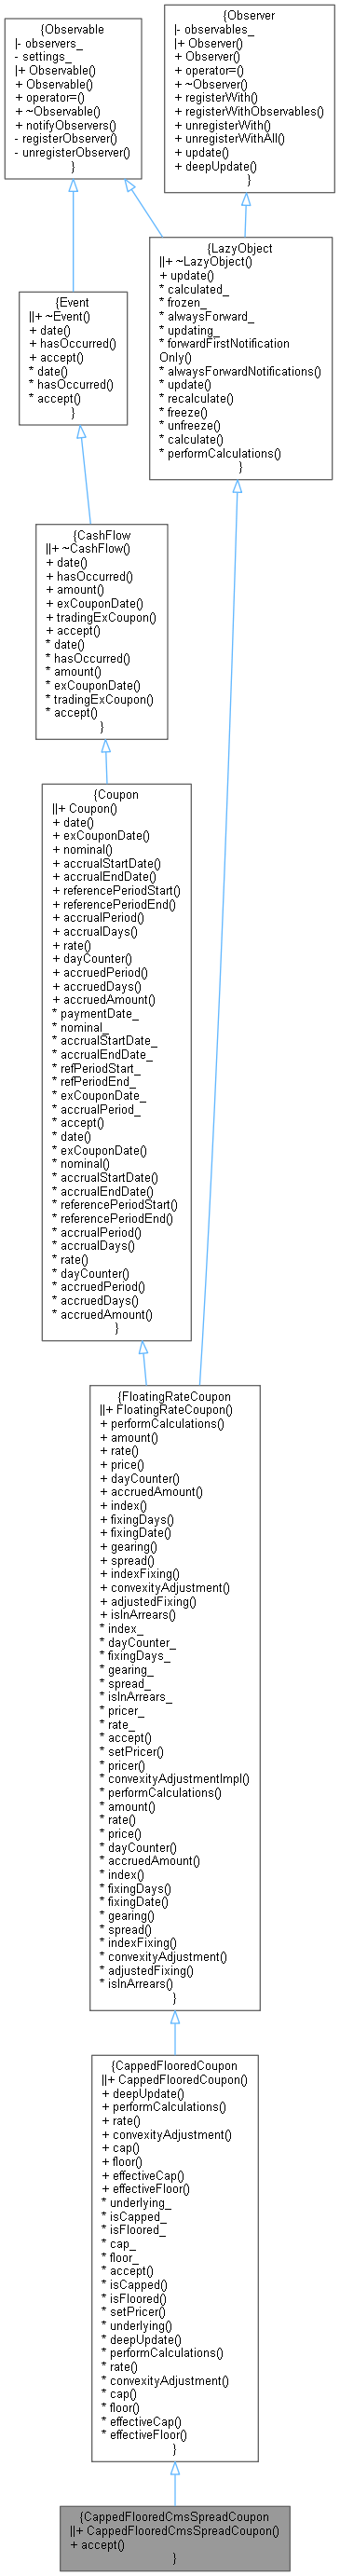 {Observable
|- observers_
- settings_
|+ Observable()
+ Observable()
+ operator=()
+ ~Observable()
+ notifyObservers()
- registerObserver()
- unregisterObserver()
}
{Observer
|- observables_
|+ Observer()
+ Observer()
+ operator=()
+ ~Observer()
+ registerWith()
+ registerWithObservables()
+ unregisterWith()
+ unregisterWithAll()
+ update()
+ deepUpdate()
}
{LazyObject
||+ ~LazyObject()
+ update()
* calculated_
* frozen_
* alwaysForward_
* updating_
* forwardFirstNotification
Only()
* alwaysForwardNotifications()
* update()
* recalculate()
* freeze()
* unfreeze()
* calculate()
* performCalculations()
}
{Event
||+ ~Event()
+ date()
+ hasOccurred()
+ accept()
* date()
* hasOccurred()
* accept()
}
{CashFlow
||+ ~CashFlow()
+ date()
+ hasOccurred()
+ amount()
+ exCouponDate()
+ tradingExCoupon()
+ accept()
* date()
* hasOccurred()
* amount()
* exCouponDate()
* tradingExCoupon()
* accept()
}
{Coupon
||+ Coupon()
+ date()
+ exCouponDate()
+ nominal()
+ accrualStartDate()
+ accrualEndDate()
+ referencePeriodStart()
+ referencePeriodEnd()
+ accrualPeriod()
+ accrualDays()
+ rate()
+ dayCounter()
+ accruedPeriod()
+ accruedDays()
+ accruedAmount()
* paymentDate_
* nominal_
* accrualStartDate_
* accrualEndDate_
* refPeriodStart_
* refPeriodEnd_
* exCouponDate_
* accrualPeriod_
* accept()
* date()
* exCouponDate()
* nominal()
* accrualStartDate()
* accrualEndDate()
* referencePeriodStart()
* referencePeriodEnd()
* accrualPeriod()
* accrualDays()
* rate()
* dayCounter()
* accruedPeriod()
* accruedDays()
* accruedAmount()
}
{FloatingRateCoupon
||+ FloatingRateCoupon()
+ performCalculations()
+ amount()
+ rate()
+ price()
+ dayCounter()
+ accruedAmount()
+ index()
+ fixingDays()
+ fixingDate()
+ gearing()
+ spread()
+ indexFixing()
+ convexityAdjustment()
+ adjustedFixing()
+ isInArrears()
* index_
* dayCounter_
* fixingDays_
* gearing_
* spread_
* isInArrears_
* pricer_
* rate_
* accept()
* setPricer()
* pricer()
* convexityAdjustmentImpl()
* performCalculations()
* amount()
* rate()
* price()
* dayCounter()
* accruedAmount()
* index()
* fixingDays()
* fixingDate()
* gearing()
* spread()
* indexFixing()
* convexityAdjustment()
* adjustedFixing()
* isInArrears()
}
{CappedFlooredCoupon
||+ CappedFlooredCoupon()
+ deepUpdate()
+ performCalculations()
+ rate()
+ convexityAdjustment()
+ cap()
+ floor()
+ effectiveCap()
+ effectiveFloor()
* underlying_
* isCapped_
* isFloored_
* cap_
* floor_
* accept()
* isCapped()
* isFloored()
* setPricer()
* underlying()
* deepUpdate()
* performCalculations()
* rate()
* convexityAdjustment()
* cap()
* floor()
* effectiveCap()
* effectiveFloor()
}
{CappedFlooredCmsSpreadCoupon
||+ CappedFlooredCmsSpreadCoupon()
+ accept()
}